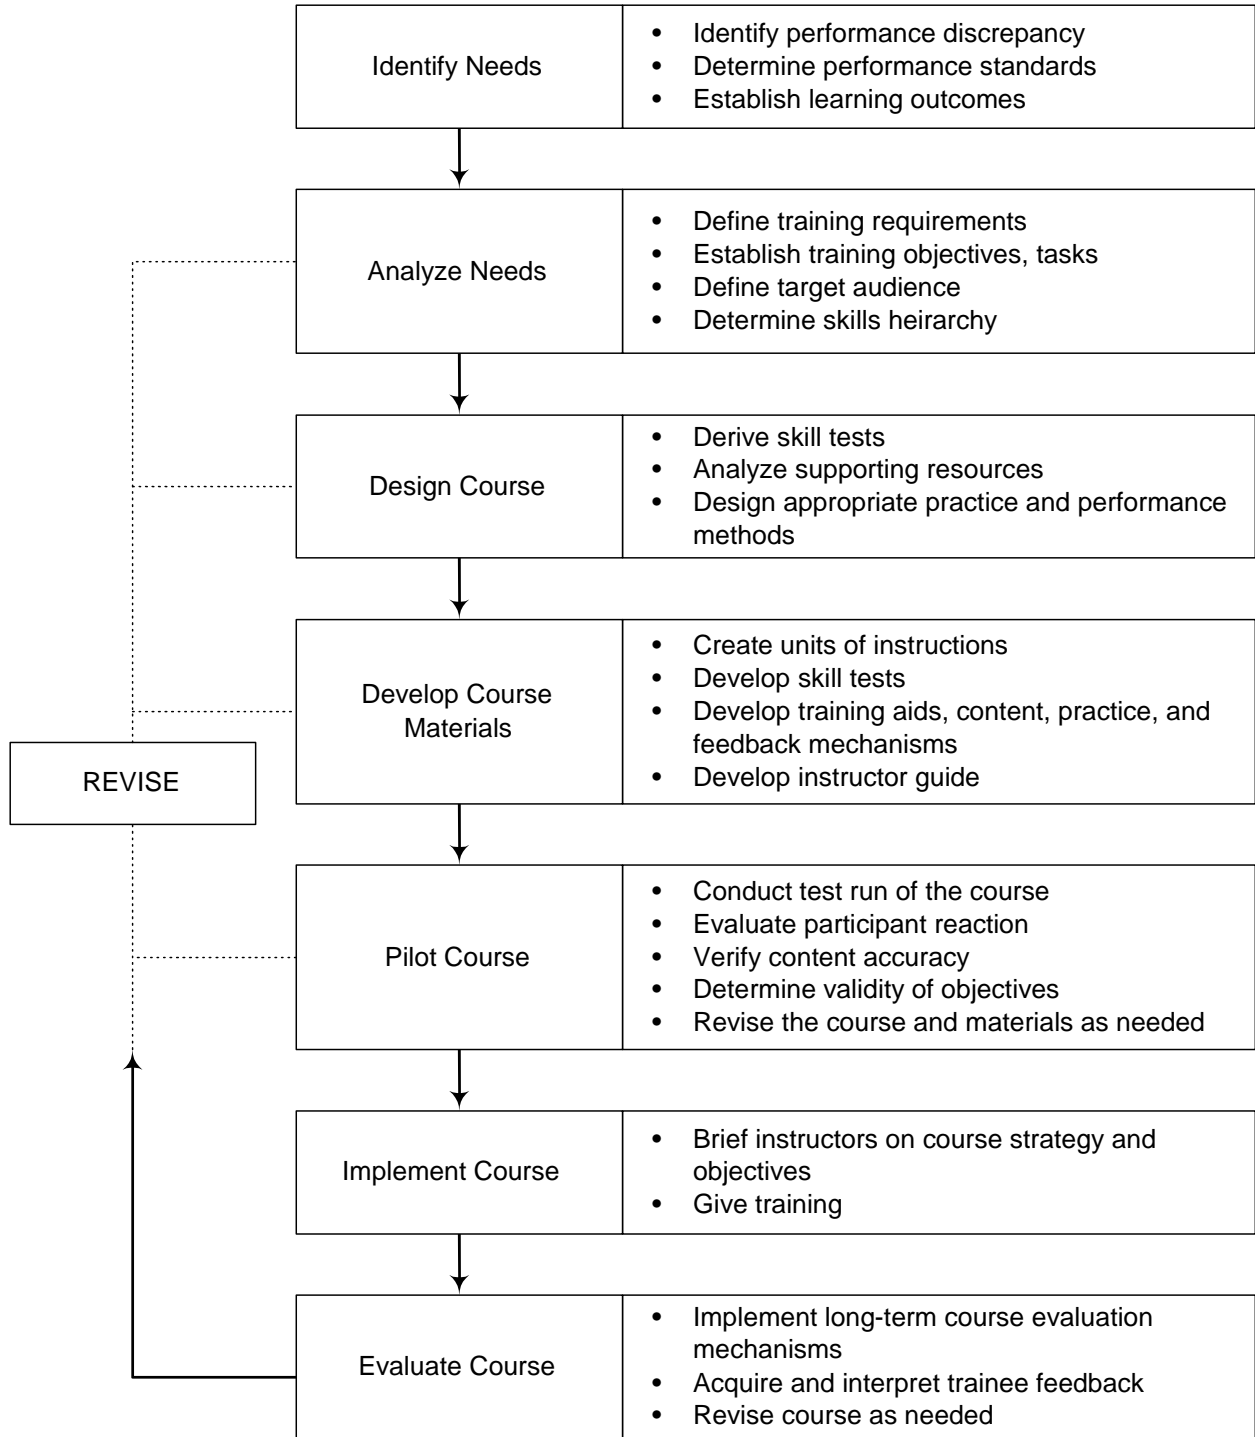 Identify Needs
• Identify performance discrepancy
• Determine performance standards
• Establish learning outcomes
Analyze Needs
• Define training requirements
• Establish training objectives, tasks
• Define target audience
• Determine skills heirarchy
Design Course
• Derive skill tests
• Analyze supporting resources
• Design appropriate practice and performance
methods
Develop Course
Materials
• Create units of instructions
• Develop skill tests
• Develop training aids, content, practice, and
feedback mechanisms
• Develop instructor guide
REVISE
Pilot Course
• Conduct test run of the course
• Evaluate participant reaction
• Verify content accuracy
• Determine validity of objectives
• Revise the course and materials as needed
Implement Course
• Brief instructors on course strategy and
objectives
• Give training
Evaluate Course
• Implement long-term course evaluation
mechanisms
• Acquire and interpret trainee feedback
• Revise course as needed